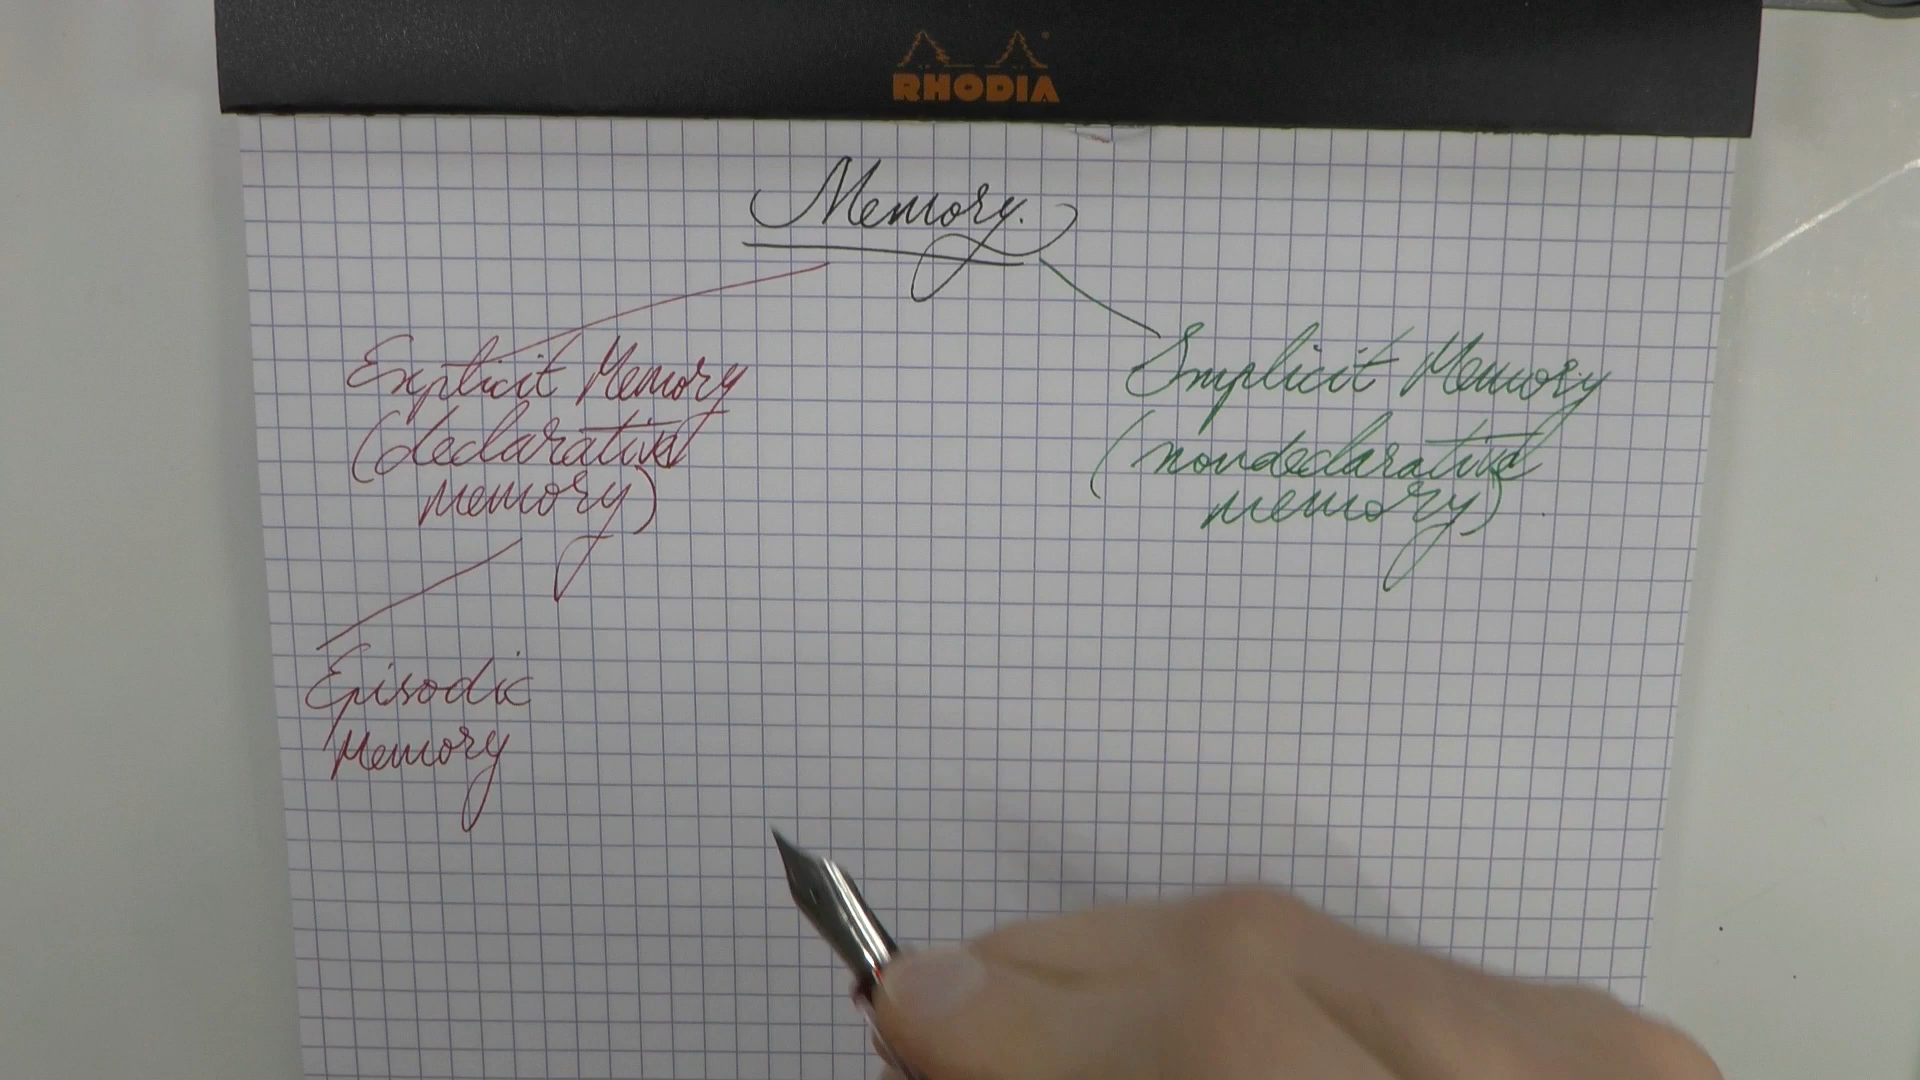 RHODIA
Memory.
Explicit Memory
(declarative
memory)
Implicit Memory
(nondeclarative
memory)
Episodic
Memory